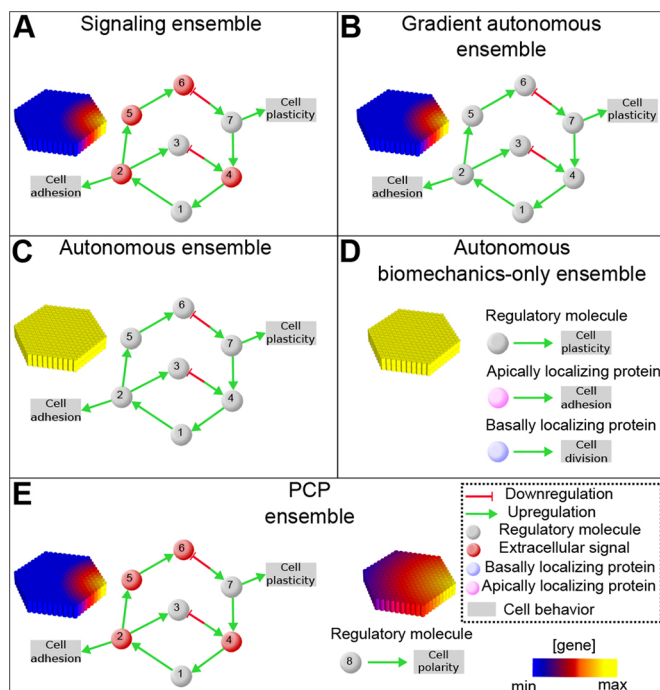 A
Signaling ensemble
6
5
7
Cell
plasticity
3
2
4
Cell
adhesion
1
B
Gradient autonomous
ensemble
6
5
7
Cell
plasticity
3
2
4
Cell
adhesion
1
C
Autonomous ensemble
6
5
7
Cell
plasticity
3
2
4
Cell
adhesion
1
D
Autonomous
biomechanics-only ensemble
Regulatory molecule
Cell
plasticity
Apically localizing protein
Cell
adhesion
Basally localizing protein
Cell
division
E
PCP
ensemble
6
5
7
Cell
plasticity
3
2
4
Cell
adhesion
1
Regulatory molecule
8
Cell
polarity
Downregulation
Upregulation
Regulatory molecule
Extracellular signal
Basally localizing protein
Apically localizing protein
Cell behavior
[gene]
min
max